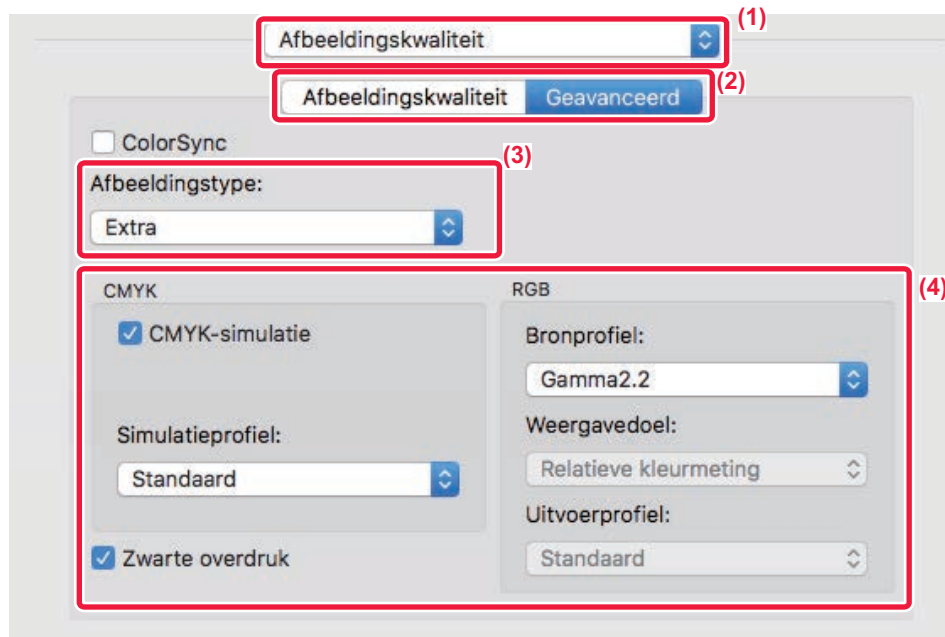 (1)
Afbeeldingskwaliteit
(2)
Afbeeldingskwaliteit Geavanceerd
ColorSync
(3)
Afbeeldingstype:
Extra
(4)
CMYK
CMYK-simulatie
Simulatieprofiel:
Standaard
Zwarte overdruk
RGB
Bronprofiel:
Gamma2.2
Weergavedoel:
Relatieve kleurmeting
Uitvoerprofiel:
Standaard